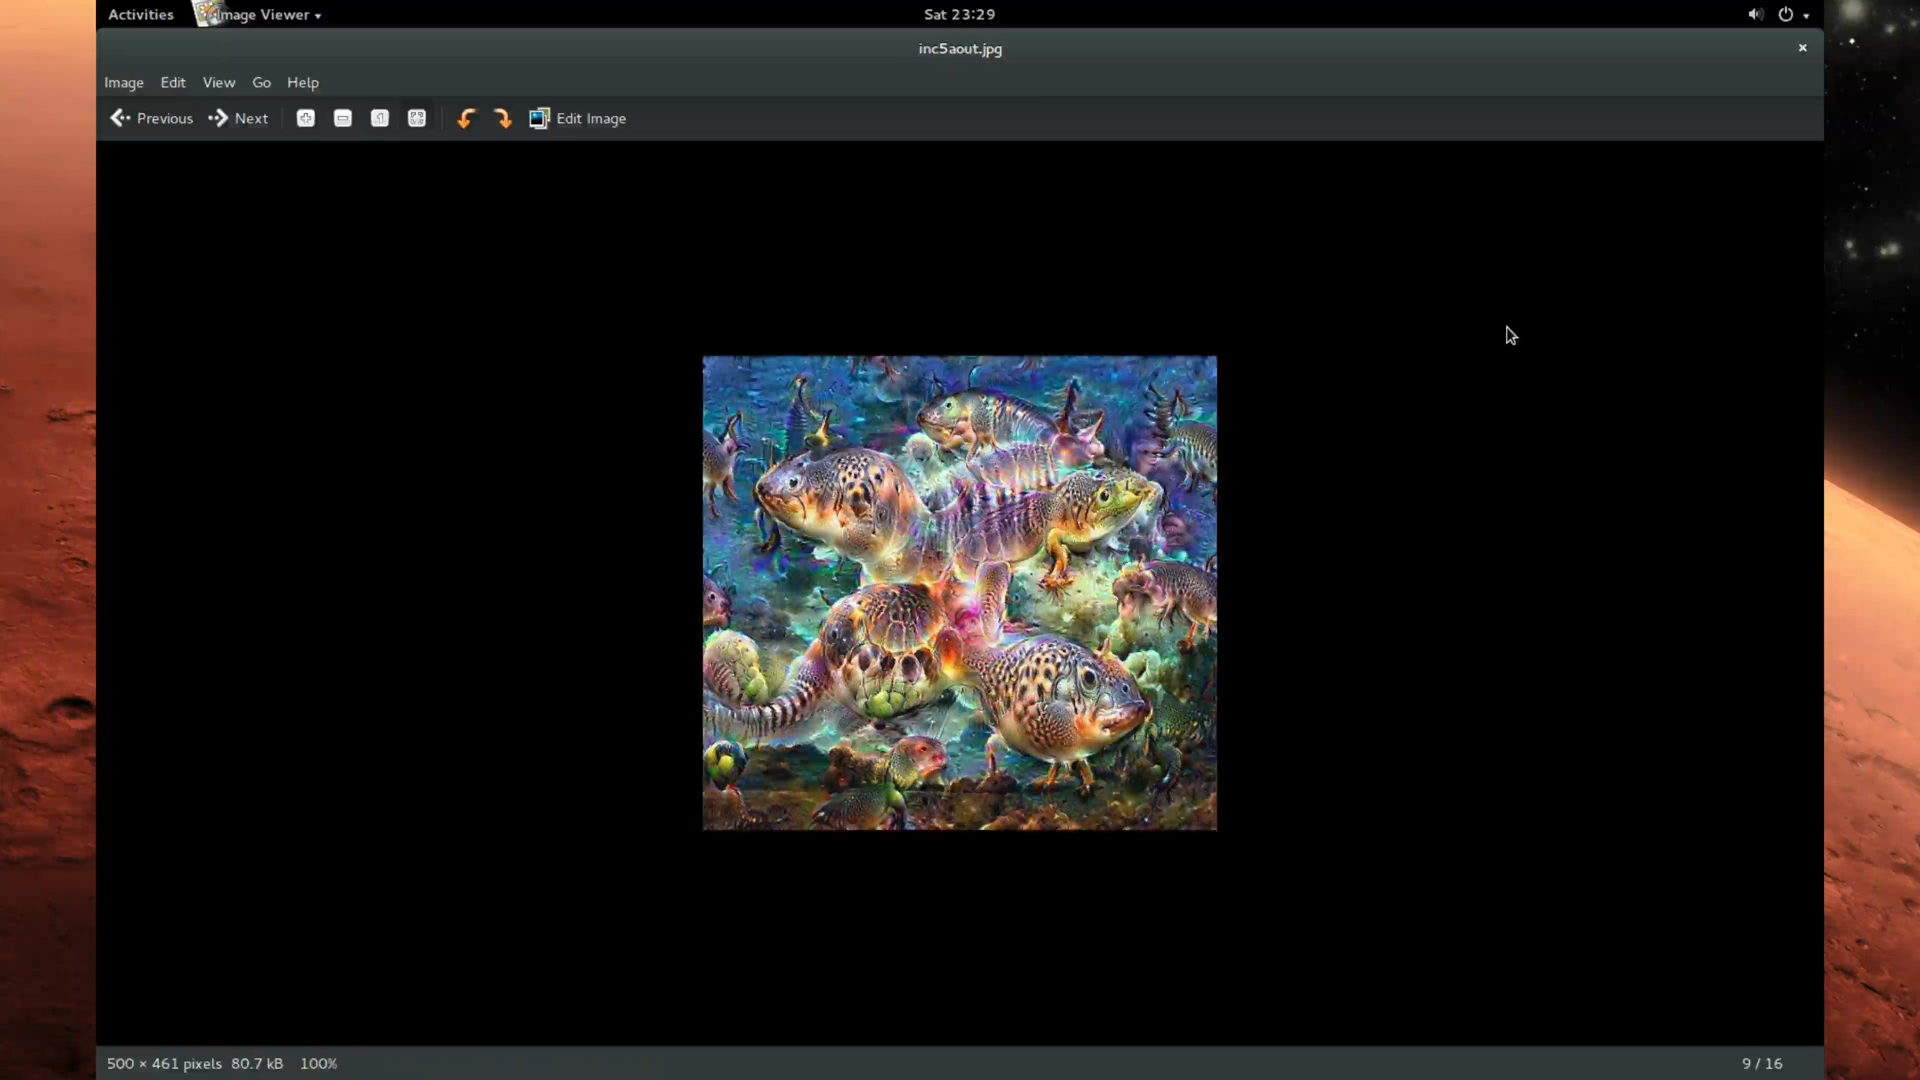 Activities Image Viewer Sat 23:29
inc5aout.jpg
Image Edit View Go Help
Previous Next Edit Image
500 × 461 pixels 80.7 kB 100% 9 / 16